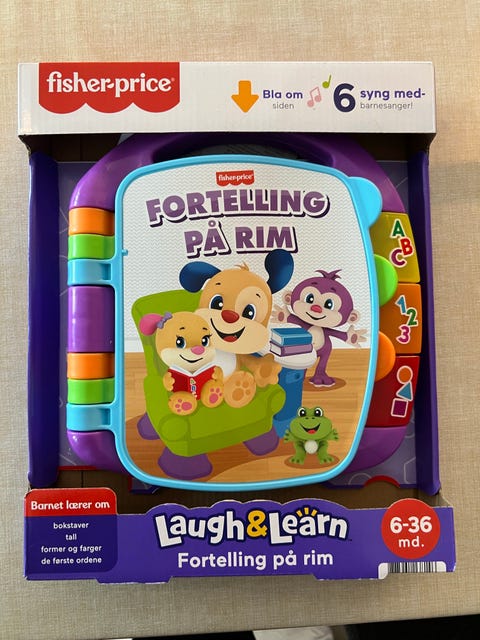 fisher-price®
Bla om
siden
6 syng med-
barnesanger!
fisher-price
FORTELLING
PÅ RIM
A
B
C
1
2
3
Barnet lærer om
bokstaver
tall
former og farger
de første ordene
Laugh&Learn
Fortelling på rim
6-36
md.